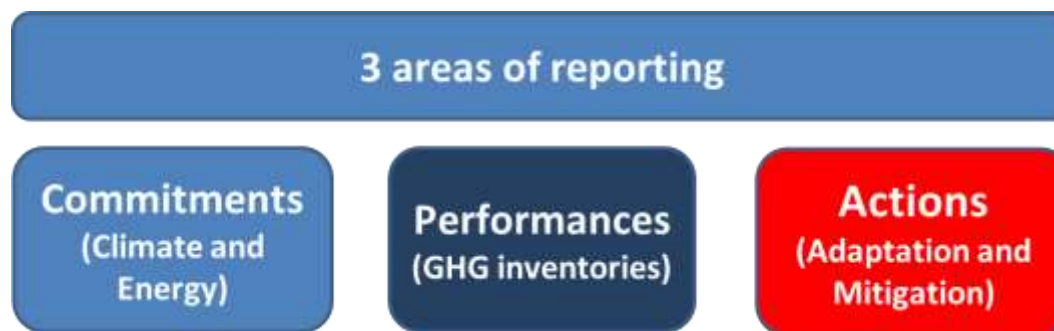 3 areas of reporting
Commitments
(Climate and
Energy)
Performances
(GHG inventories)
Actions
(Adaptation and
Mitigation)